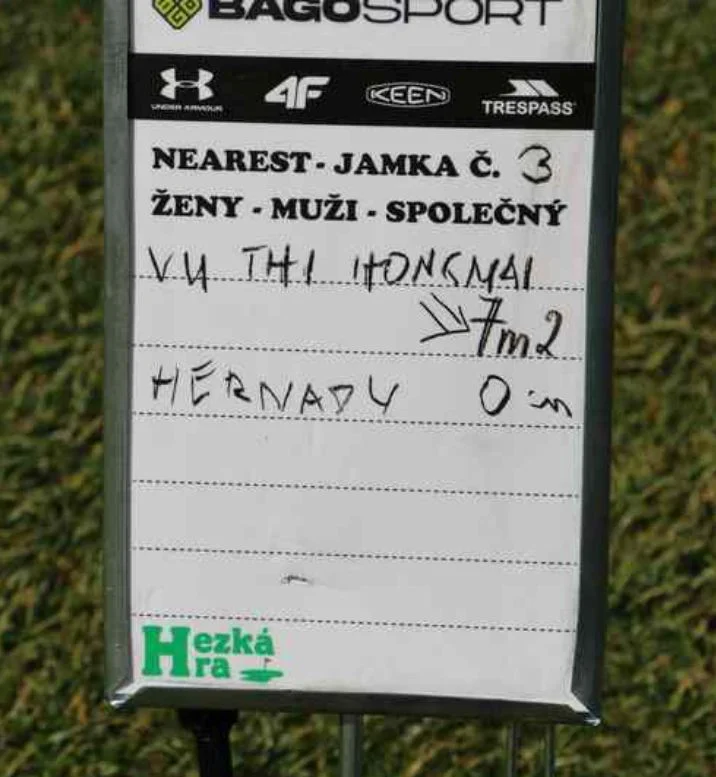 BAGOSPORT
UNDER ARMOUR 4F KEEN TRESPASS
NEAREST - JAMKA Č. 3
ŽENY - MUŽI - SPOLEČNÝ
VU THI HONGMAI
7m2
HERNADY 0 m
Hezká
Hra